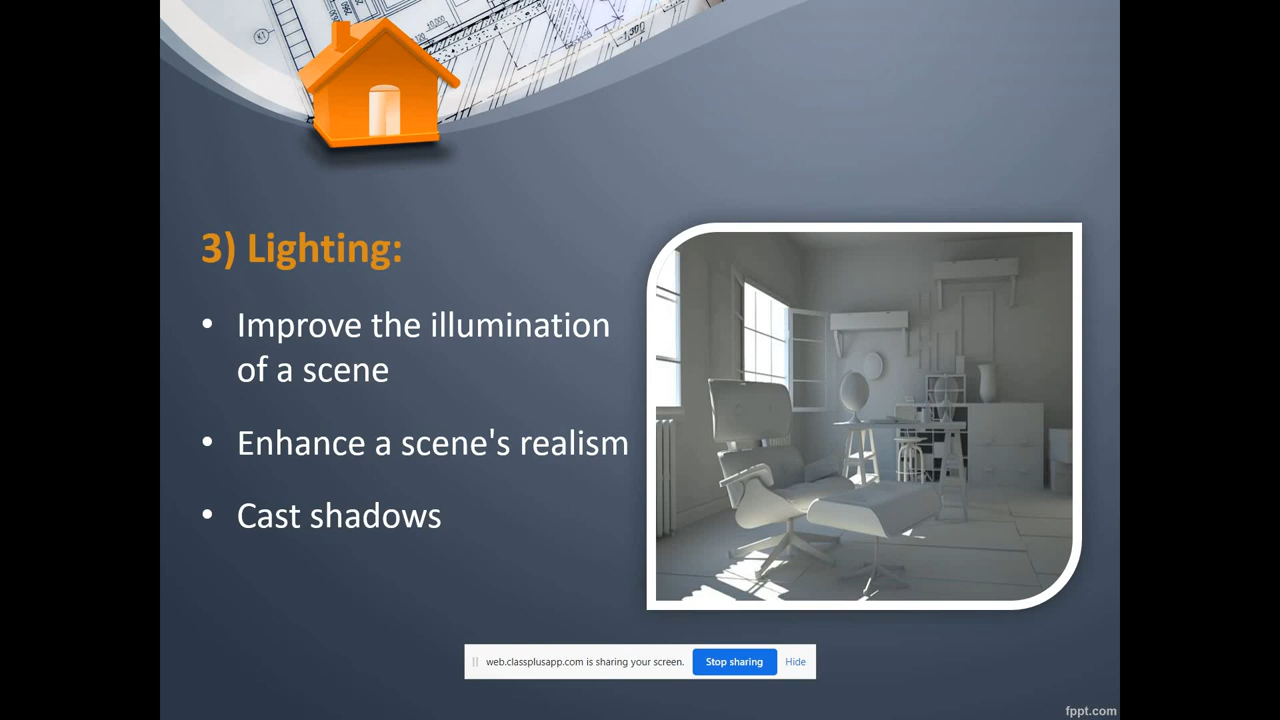 3) Lighting:
• Improve the illumination
of a scene
• Enhance a scene's realism
• Cast shadows
web.classplusapp.com is sharing your screen. Stop sharing Hide
fppt.com